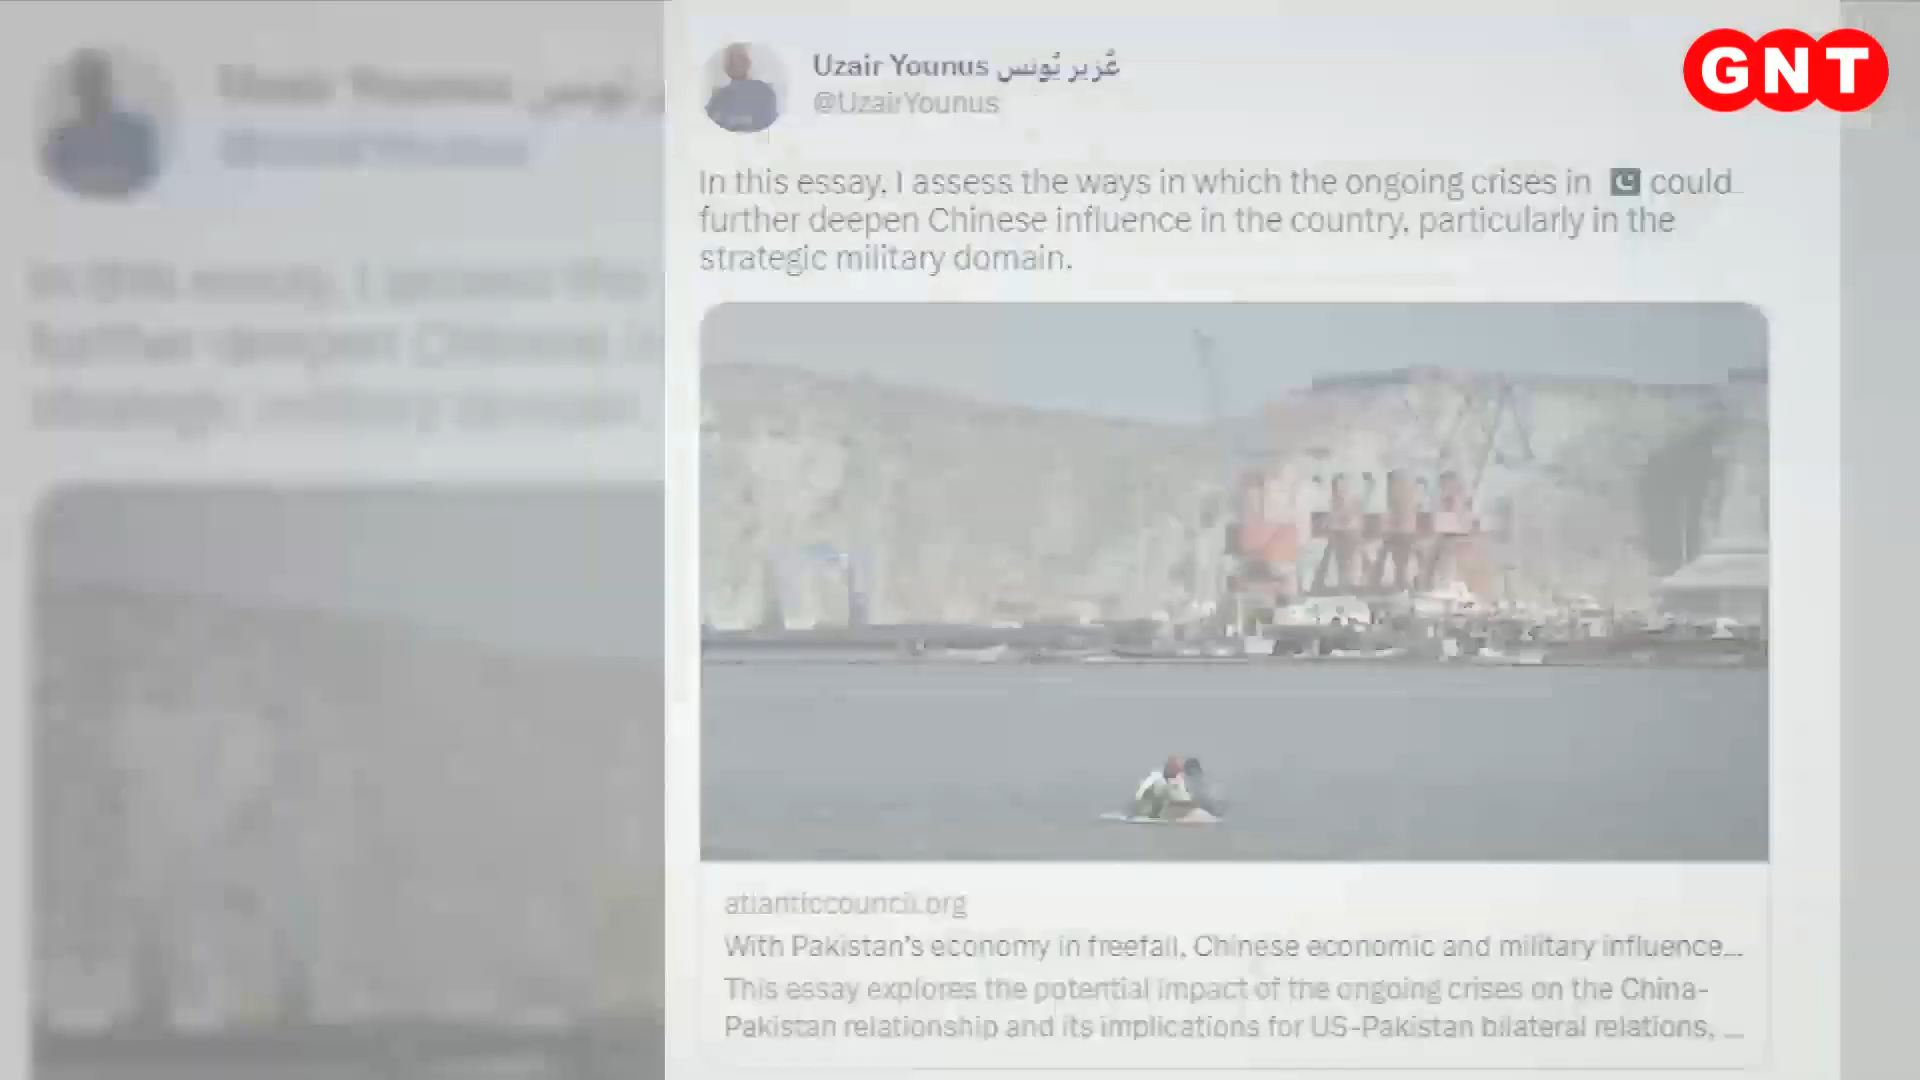 GNT
Uzair Younus عُزیر یُونس
@UzairYounus
In this essay, I assess the ways in which the ongoing crises in 🇵🇰 could
further deepen Chinese influence in the country, particularly in the
strategic military domain.
atlanticcouncil.org
With Pakistan's economy in freefall, Chinese economic and military influence...
This essay explores the potential impact of the ongoing crises on the China-
Pakistan relationship and its implications for US-Pakistan bilateral relations, ...